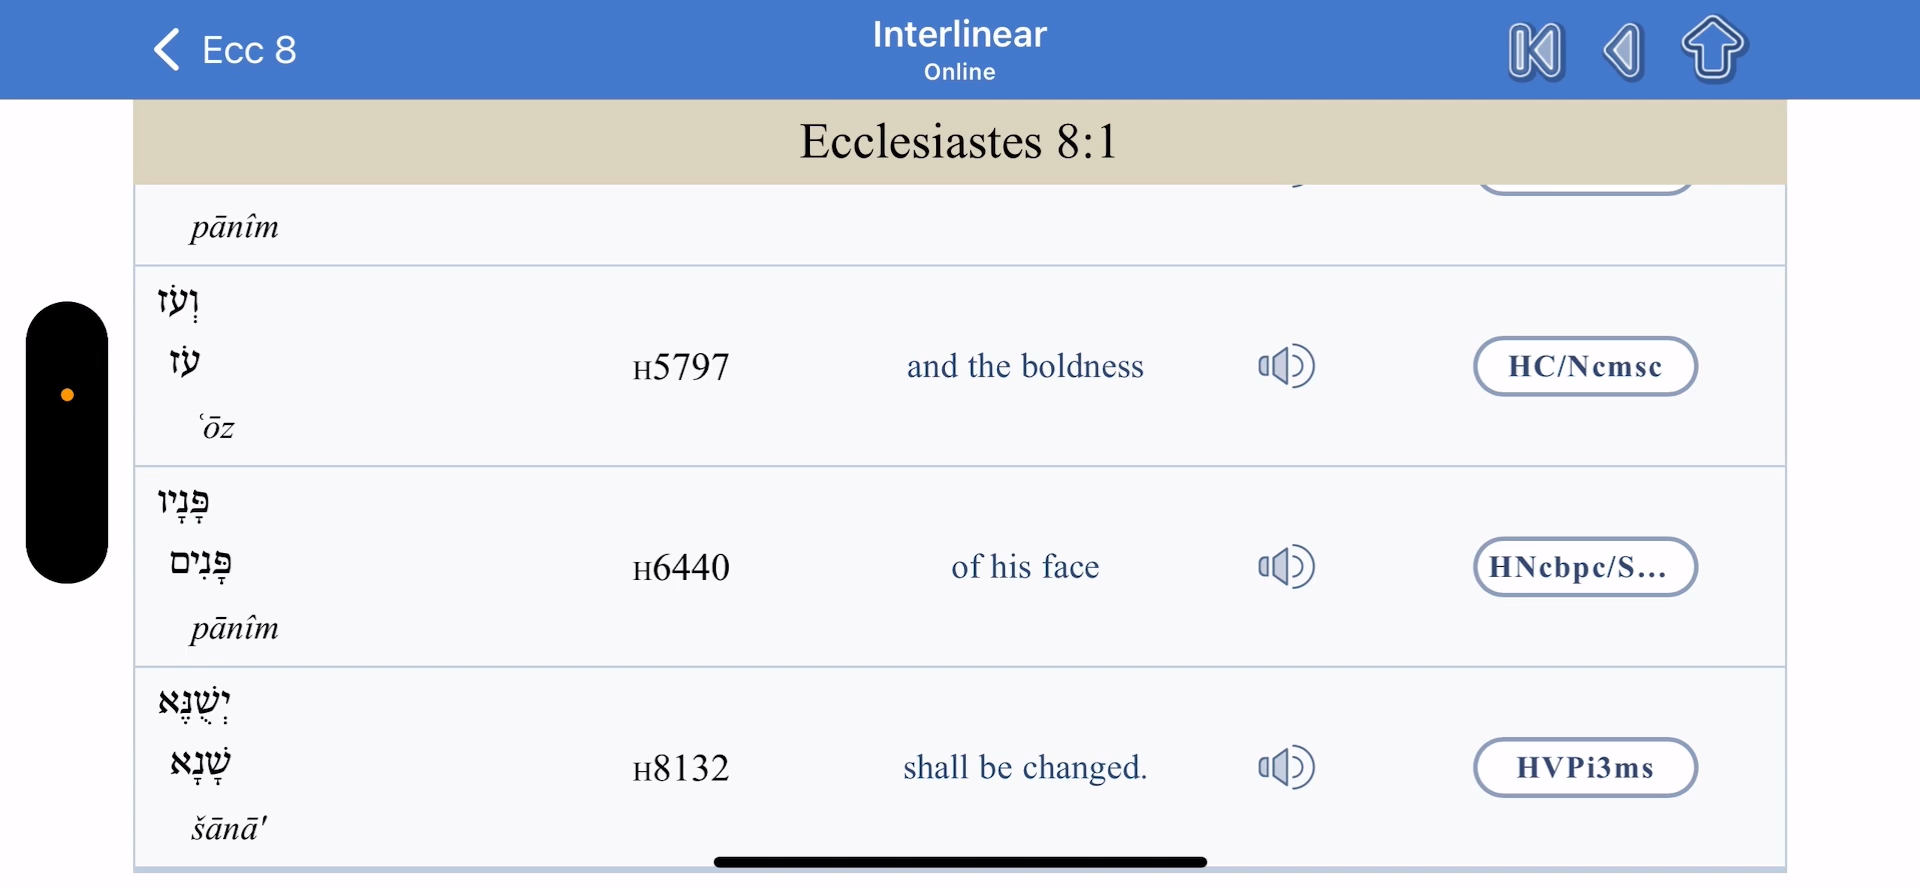 Ecc 8
Interlinear
Online
Ecclesiastes 8:1
pānîm
וְעֹז
עֹז
ʿōz
H5797
and the boldness
HC/Ncmsc
פָּנָיו
פָּנִים
pānîm
H6440
of his face
HNcbpc/S...
יְשֻׁנֶּא
שָׁנָא
šānā'
H8132
shall be changed.
HVPi3ms